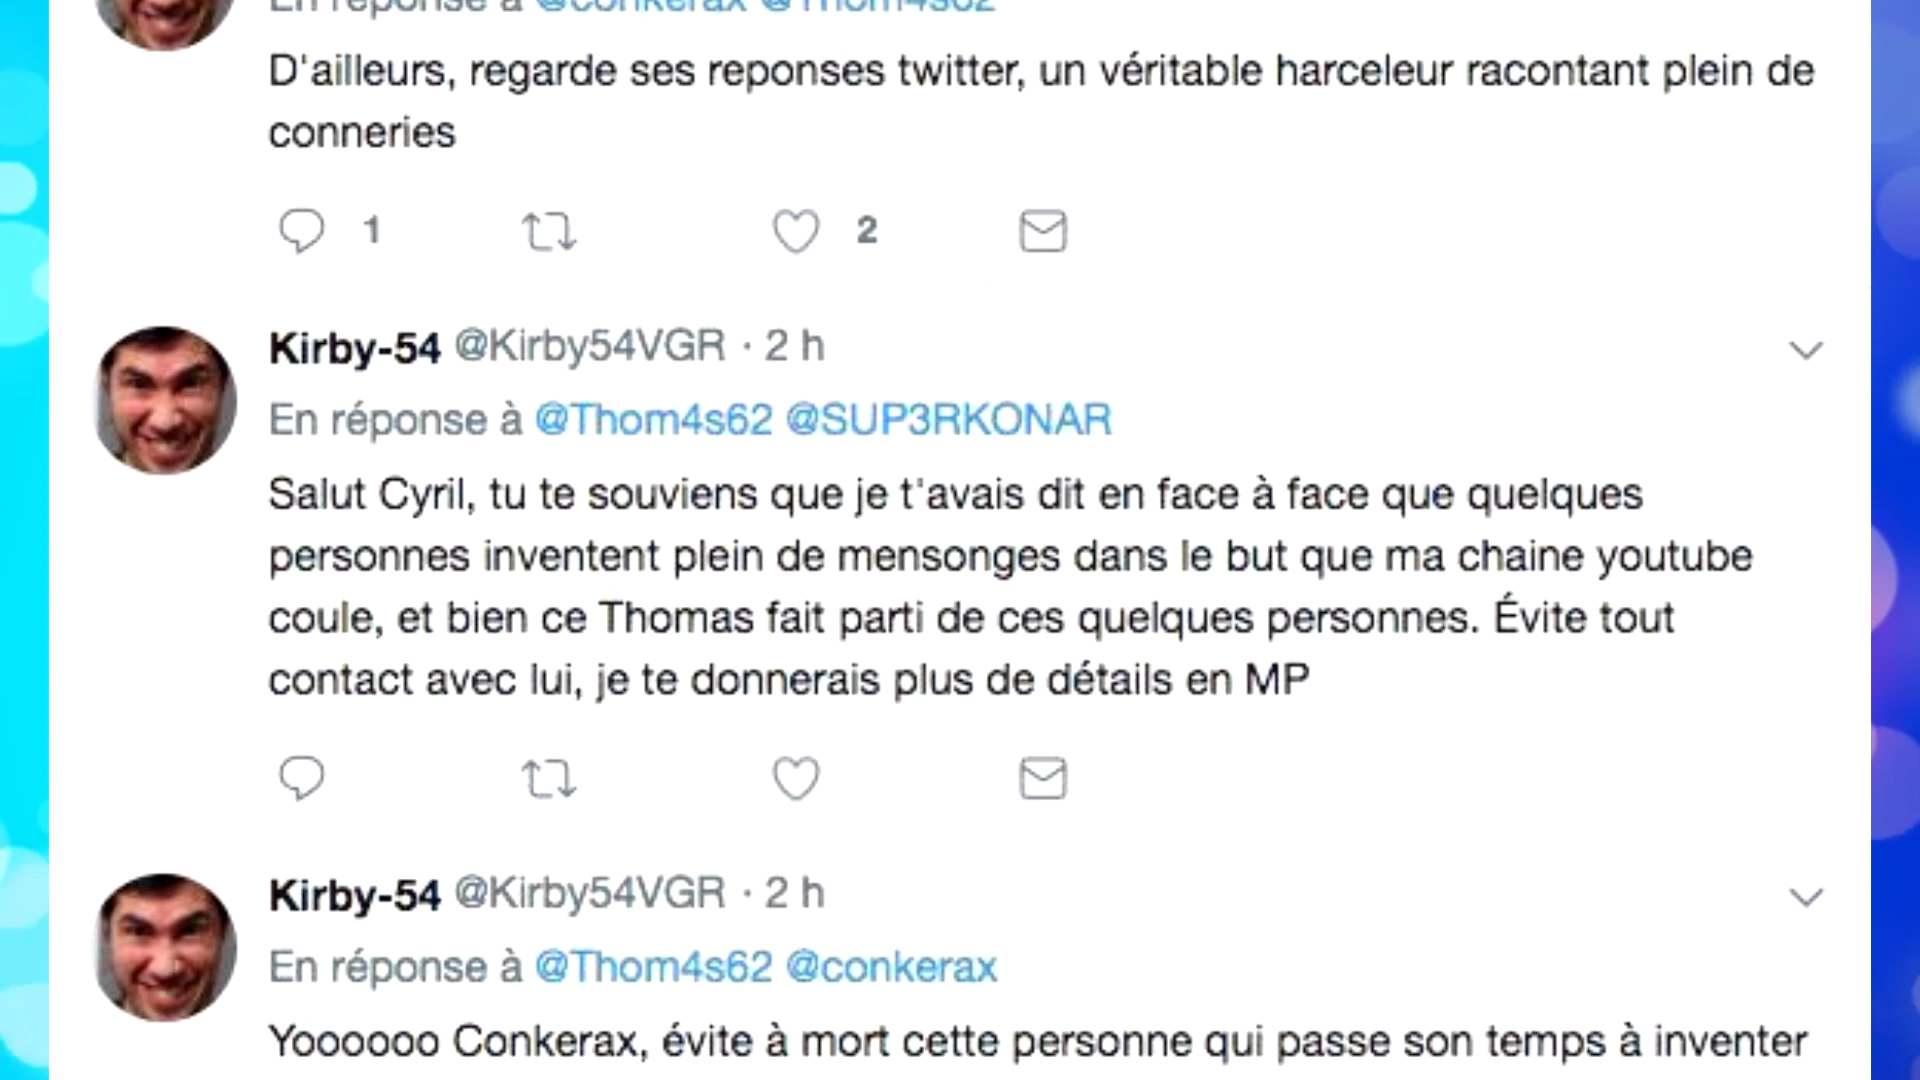 En réponse à @conkerax @Thom4s62
D'ailleurs, regarde ses reponses twitter, un véritable harceleur racontant plein de
conneries
1 2
Kirby-54 @Kirby54VGR · 2 h
En réponse à @Thom4s62 @SUP3RKONAR
Salut Cyril, tu te souviens que je t'avais dit en face à face que quelques
personnes inventent plein de mensonges dans le but que ma chaine youtube
coule, et bien ce Thomas fait parti de ces quelques personnes. Évite tout
contact avec lui, je te donnerais plus de détails en MP
Kirby-54 @Kirby54VGR · 2 h
En réponse à @Thom4s62 @conkerax
Yoooooo Conkerax, évite à mort cette personne qui passe son temps à inventer